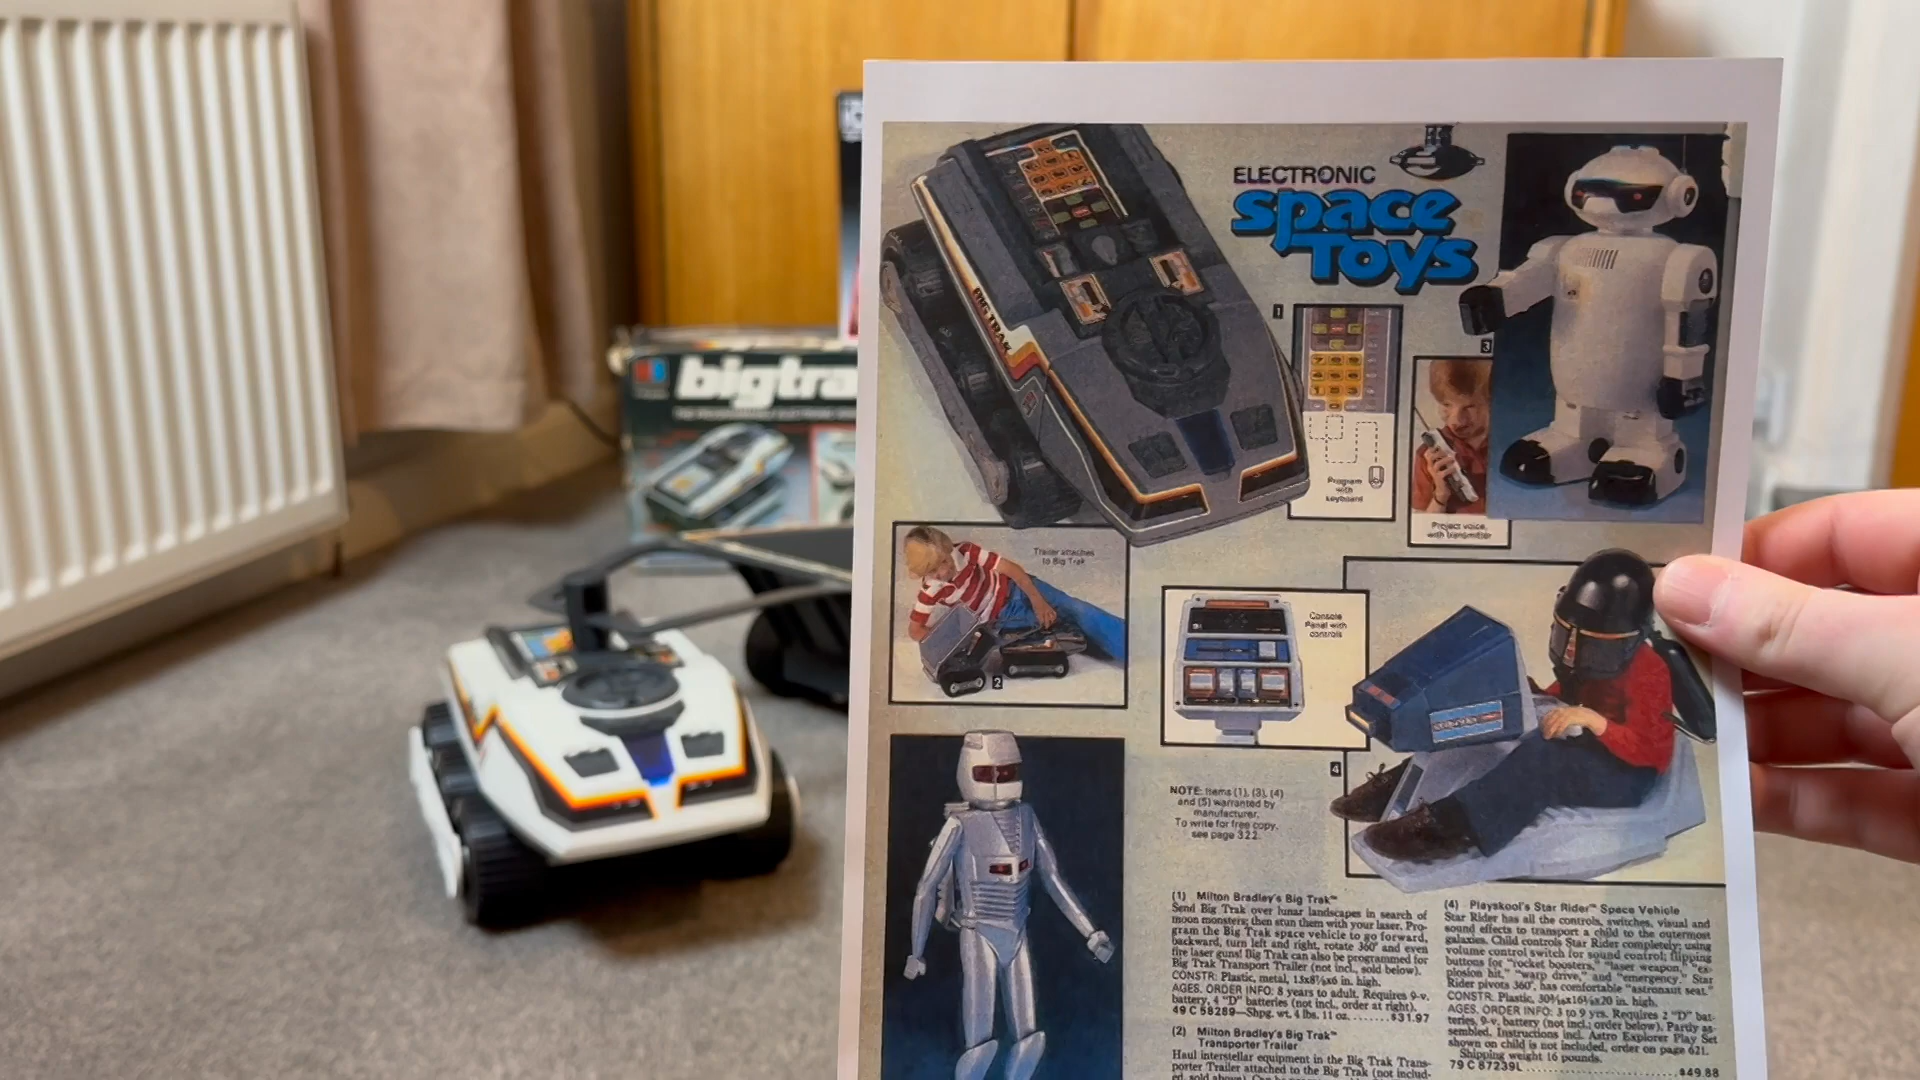 bigtra
ELECTRONIC
space
Toys
BIG TRAK
1
3
Program
with
keyboard
Project voice,
with transmitter
Trailer attaches
to Big Trak
2
Console
Panel with
controls
4
NOTE: Items (1), (3), (4)
and (5) warranted by
manufacturer.
To write for free copy,
see page 322.
(1) Milton Bradley's Big Trak™
Send Big Trak over lunar landscapes in search of
moon monsters; then stun them with your laser. Pro-
gram the Big Trak space vehicle to go forward,
backward, turn left and right, rotate 360° and even
fire laser guns! Big Trak can also be programmed for
Big Trak Transport Trailer (not incl., sold below).
CONSTR: Plastic, metal, 13x8½x6 in. high.
AGES. ORDER INFO: 8 years to adult. Requires 9-v.
battery, 4 "D" batteries (not incl., order at right).
49 C 58289—Shpg. wt. 4 lbs. 11 oz. ....... $31.97
(2) Milton Bradley's Big Trak™
Transporter Trailer
Haul interstellar equipment in the Big Trak Trans-
porter Trailer attached to the Big Trak (not includ-
ed, sold above).
(4) Playskool's Star Rider™ Space Vehicle
Star Rider has all the controls, switches, visual and
sound effects to transport a child to the outermost
galaxies. Child controls Star Rider completely; using
volume control switch for sound control; flipping
buttons for "rocket boosters," "laser weapon," "ex-
plosion hit," "warp drive," and "emergency." Star
Rider pivots 360°, has comfortable "astronaut seat."
CONSTR: Plastic, in. high.
AGES. ORDER INFO: 3 to 9 yrs. Requires 2 "D" bat-
teries, 9-v. battery (not incl.; order below). Partly as-
sembled. Instructions incl. Astro Explorer Play Set
shown on child is not included, order on page 621.
Shipping weight 16 pounds.
79 C 87239L ........................ $49.88